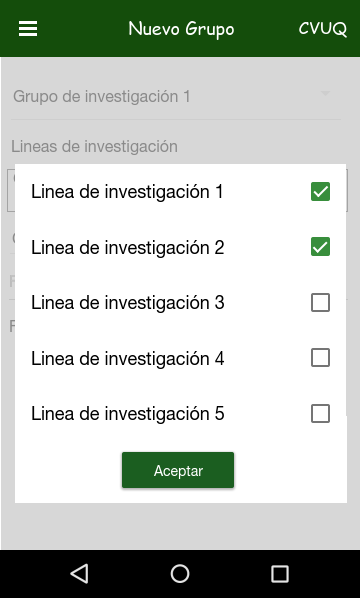 Nuevo Grupo
CVUQ
Grupo de investigación 1
Lineas de investigación
Linea de investigación 1
Linea de investigación 2
Linea de investigación 3
Linea de investigación 4
Linea de investigación 5
Aceptar